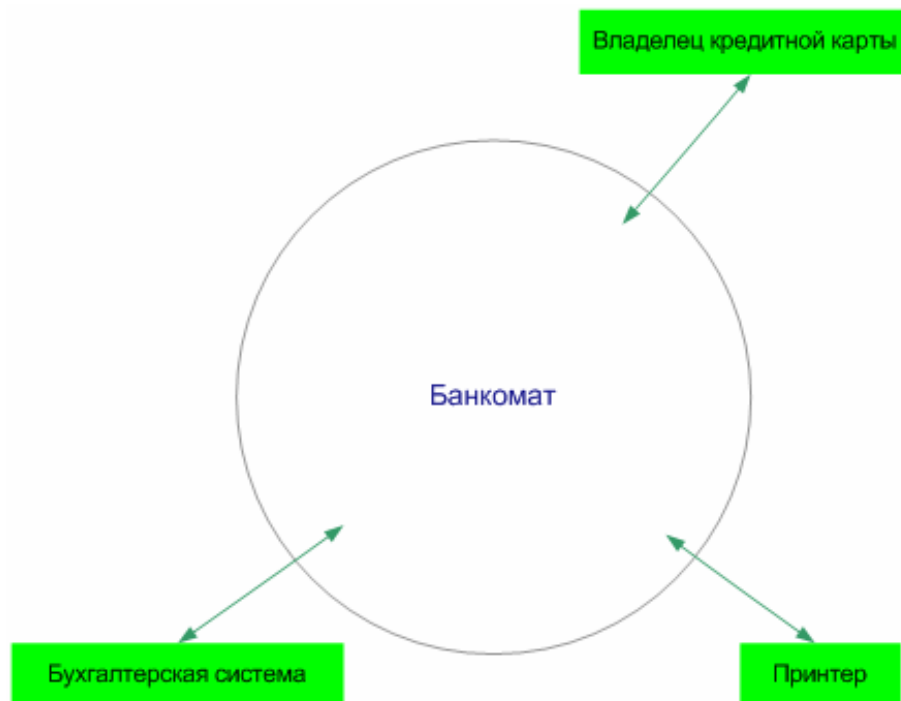 Владелец кредитной карты
Банкомат
Бухгалтерская система
Принтер